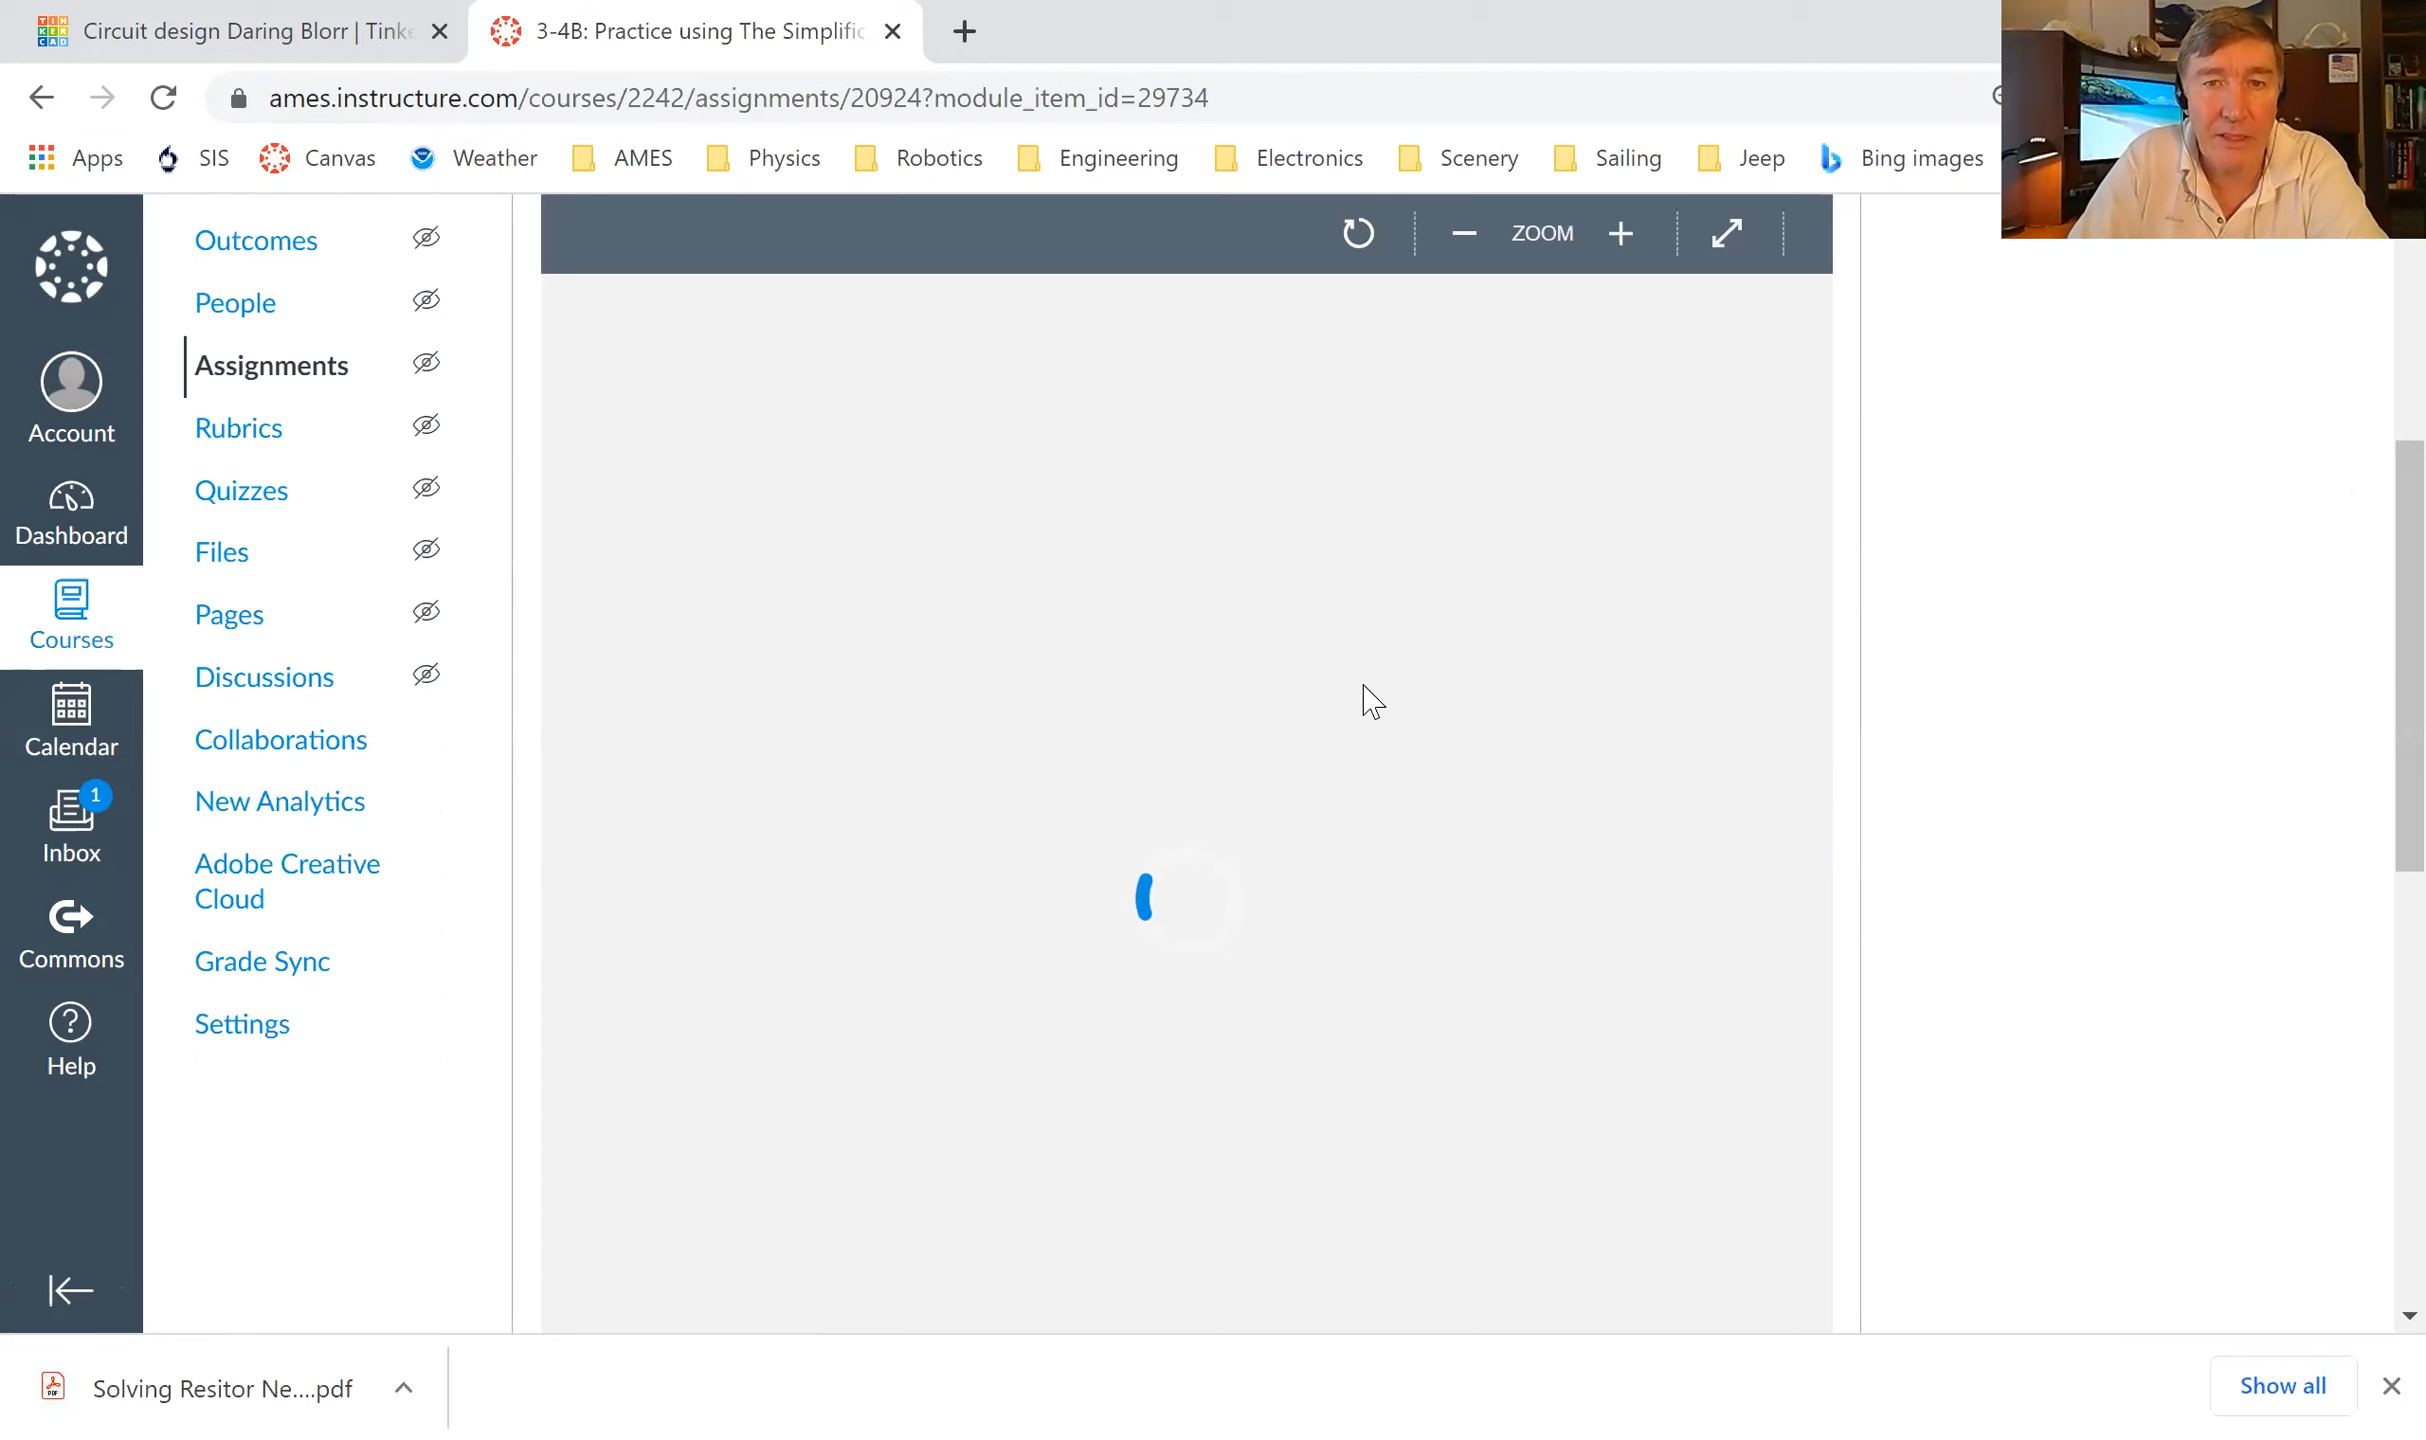 Circuit design Daring Blorr | Tinke
3-4B: Practice using The Simplific
ames.instructure.com/courses/2242/assignments/20924?module_item_id=29734
Apps SIS Canvas Weather AMES Physics Robotics Engineering Electronics Scenery Sailing Jeep Bing images
Account
Dashboard
Courses
Calendar
1
Inbox
Commons
Help
Outcomes
People
Assignments
Rubrics
Quizzes
Files
Pages
Discussions
Collaborations
New Analytics
Adobe Creative
Cloud
Grade Sync
Settings
ZOOM
Solving Resitor Ne....pdf
Show all